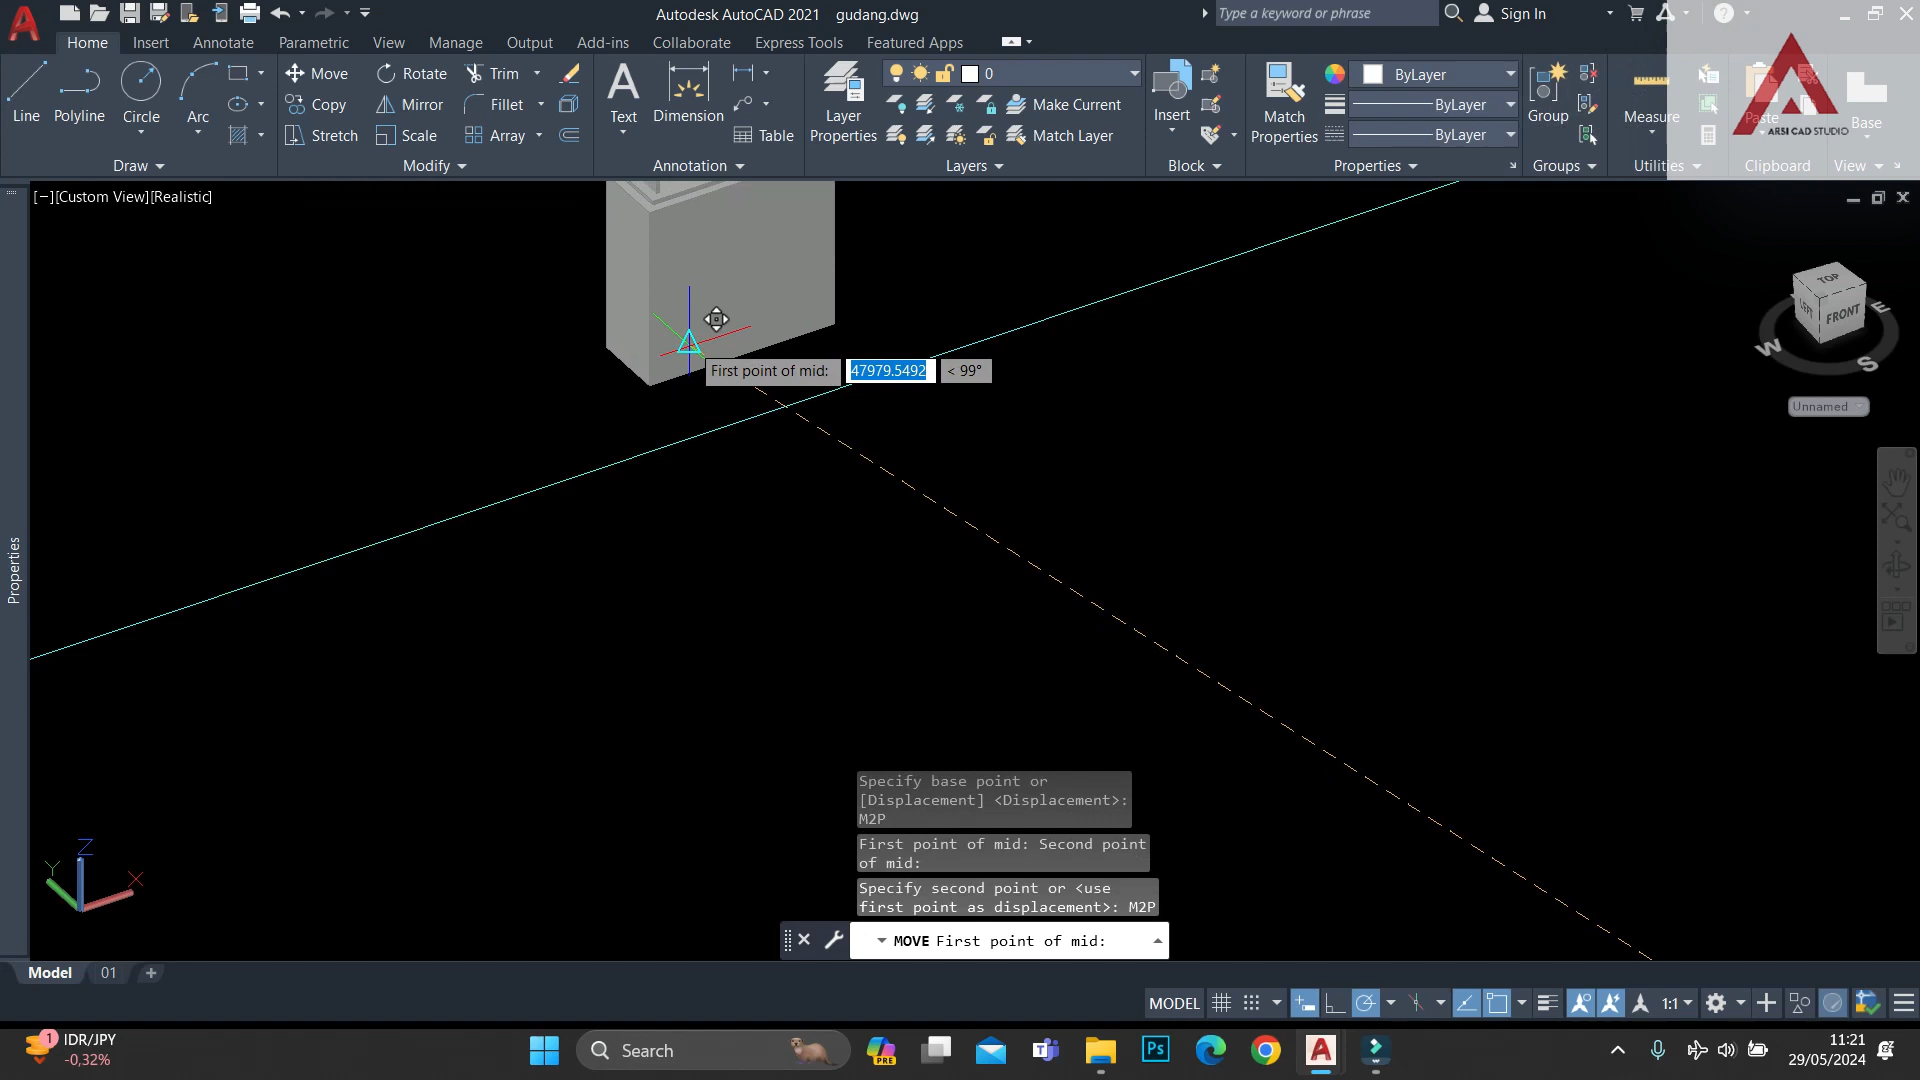 Autodesk AutoCAD 2021 gudang.dwg
Type a keyword or phrase
Sign In
Home Insert Annotate Parametric View Manage Output Add-ins Collaborate Express Tools Featured Apps
Line Polyline Circle Arc
Move Rotate Trim
Copy Mirror Fillet
Stretch Scale Array
Text Dimension Table
Layer Properties
0
Make Current
Match Layer
Insert
Match Properties
ByLayer
ByLayer
ByLayer
Group
Measure
Paste
Base
ARSI CAD STUDIO
Draw Modify Annotation Layers Block Properties Groups Utilities Clipboard View
[−][Custom View][Realistic]
TOP
LEFT FRONT
E
W S
Unnamed
First point of mid: 47979.5492 < 99°
Properties
Specify base point or
[Displacement] <Displacement>:
M2P
First point of mid: Second point
of mid:
Specify second point or <use
first point as displacement>: M2P
MOVE First point of mid:
Z
Y X
Model 01
MODEL 1:1
1
IDR/JPY
-0,32%
Search
PRE
Ps
11:21
29/05/2024